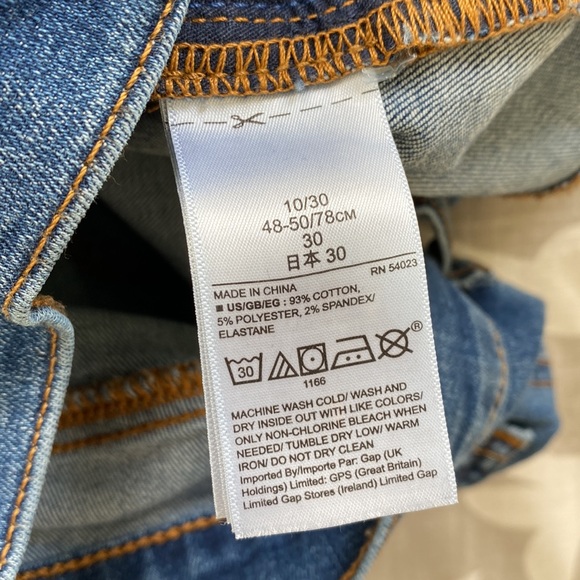 10/30
48-50/78CM
30
日本 30
RN 54023
MADE IN CHINA
■ US/GB/EG : 93% COTTON,
5% POLYESTER, 2% SPANDEX/
ELASTANE
30
®
1166
MACHINE WASH COLD/ WASH AND
DRY INSIDE OUT WITH LIKE COLORS/
ONLY NON-CHLORINE BLEACH WHEN
NEEDED/ TUMBLE DRY LOW/ WARM
IRON/ DO NOT DRY CLEAN
Imported By/Importe Par: Gap (UK
Holdings) Limited: GPS (Great Britain)
Limited Gap Stores (Ireland) Limited Gap